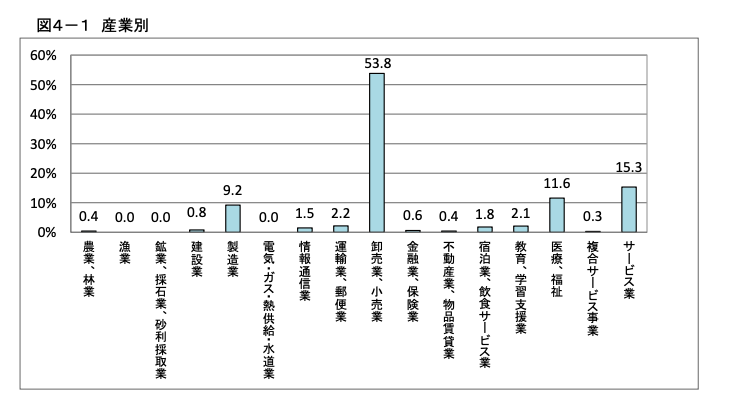 図4－1 産業別
60%
50%
40%
30%
20%
10%
0%
0.4
0.0
0.0
0.8
9.2
0.0
1.5
2.2
53.8
0.6
0.4
1.8
2.1
11.6
0.3
15.3
農業、林業
漁業
鉱業、採石業、砂利採取業
建設業
製造業
電気・ガス・熱供給・水道業
情報通信業
運輸業、郵便業
卸売業、小売業
金融業、保険業
不動産業、物品賃貸業
宿泊業、飲食サービス業
教育、学習支援業
医療、福祉
複合サービス事業
サービス業